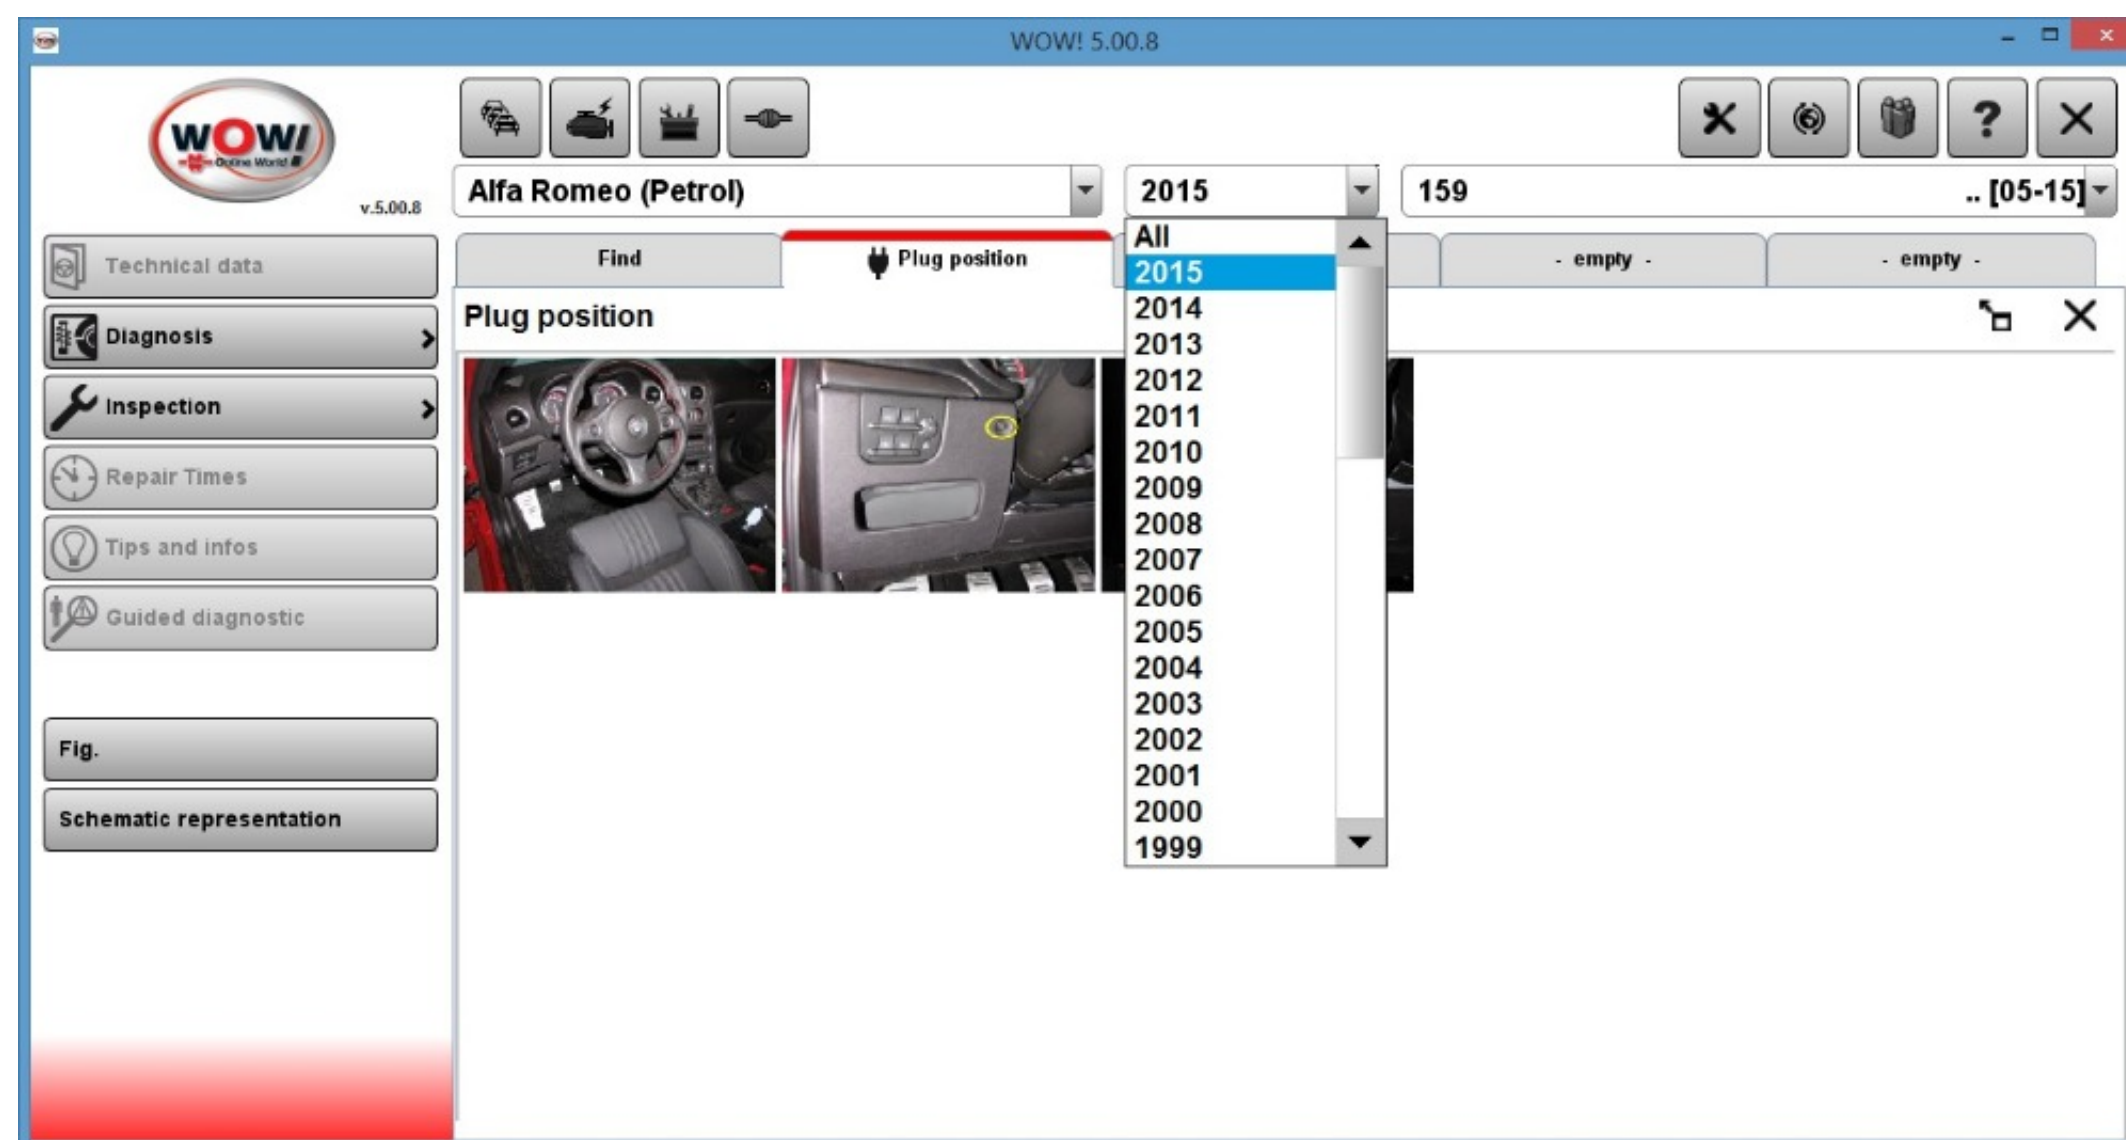 WOW! 5.00.8
WOW!
Online World
v.5.00.8
Alfa Romeo (Petrol)
2015
159 .. [05-15]
Technical data
Diagnosis
Inspection
Repair Times
Tips and infos
Guided diagnostic
Fig.
Schematic representation
Find
Plug position
- empty -
- empty -
Plug position
All
2015
2014
2013
2012
2011
2010
2009
2008
2007
2006
2005
2004
2003
2002
2001
2000
1999